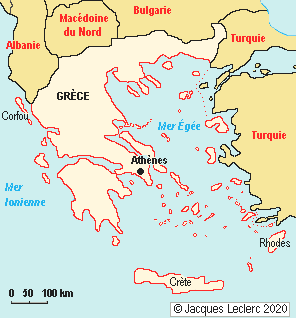 Bulgarie
Macédoine
du Nord
Albanie
Turquie
GRÈCE
Corfou
Mer Égée
Turquie
Athènes
Mer
Ionienne
Rhodes
Crète
0 50 100 km
© Jacques Leclerc 2020